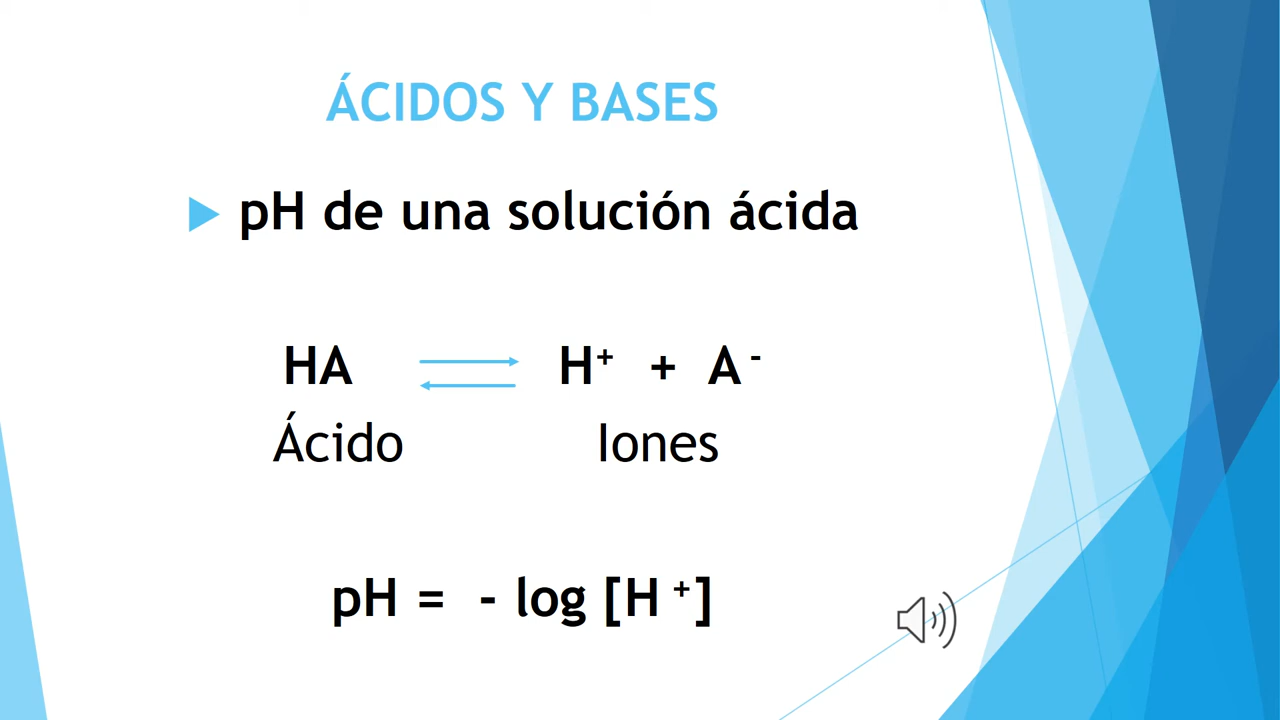 ÁCIDOS Y BASES
pH de una solución ácida
HA ⇄ H⁺ + A⁻
Ácido Iones
pH = - log [H⁺]